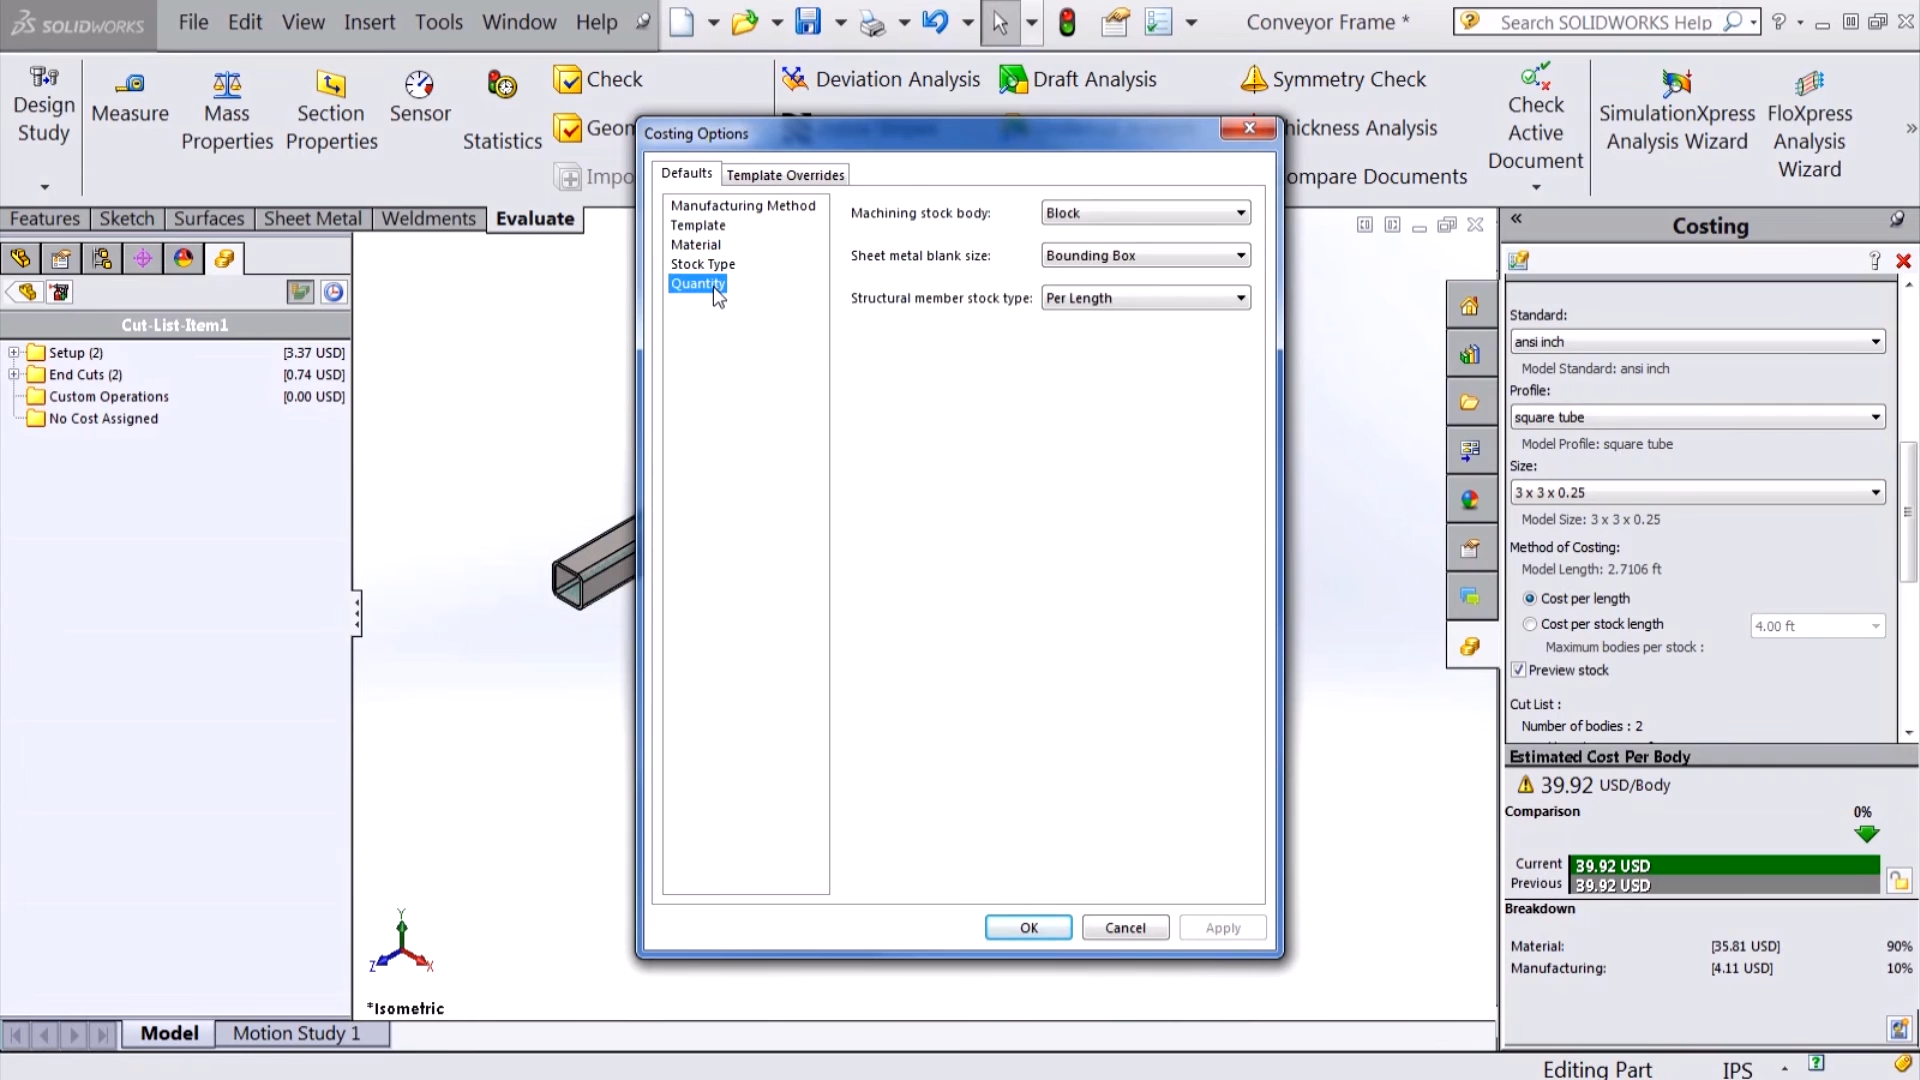 SOLIDWORKS File Edit View Insert Tools Window Help Conveyor Frame * Search SOLIDWORKS Help
Design Study
Measure
Mass Properties
Section Properties
Sensor
Statistics
Check
Geom
Impo
Deviation Analysis
Draft Analysis
Symmetry Check
hickness Analysis
ompare Documents
Check Active Document
SimulationXpress Analysis Wizard
FloXpress Analysis Wizard
Features Sketch Surfaces Sheet Metal Weldments Evaluate
Cut-List-Item1
Setup (2) [3.37 USD]
End Cuts (2) [0.74 USD]
Custom Operations [0.00 USD]
No Cost Assigned
Costing Options
Defaults Template Overrides
Manufacturing Method
Template
Material
Stock Type
Quantity
Machining stock body: Block
Sheet metal blank size: Bounding Box
Structural member stock type: Per Length
OK Cancel Apply
Costing
Standard:
ansi inch
Model Standard: ansi inch
Profile:
square tube
Model Profile: square tube
Size:
3 x 3 x 0.25
Model Size: 3 x 3 x 0.25
Method of Costing:
Model Length: 2.7106 ft
Cost per length
Cost per stock length 4.00 ft
Maximum bodies per stock :
Preview stock
Cut List :
Number of bodies : 2
Estimated Cost Per Body
39.92 USD/Body
Comparison 0%
Current 39.92 USD
Previous 39.92 USD
Breakdown
Material: [35.81 USD] 90%
Manufacturing: [4.11 USD] 10%
Y
Z X
*Isometric
Model Motion Study 1
Editing Part IPS